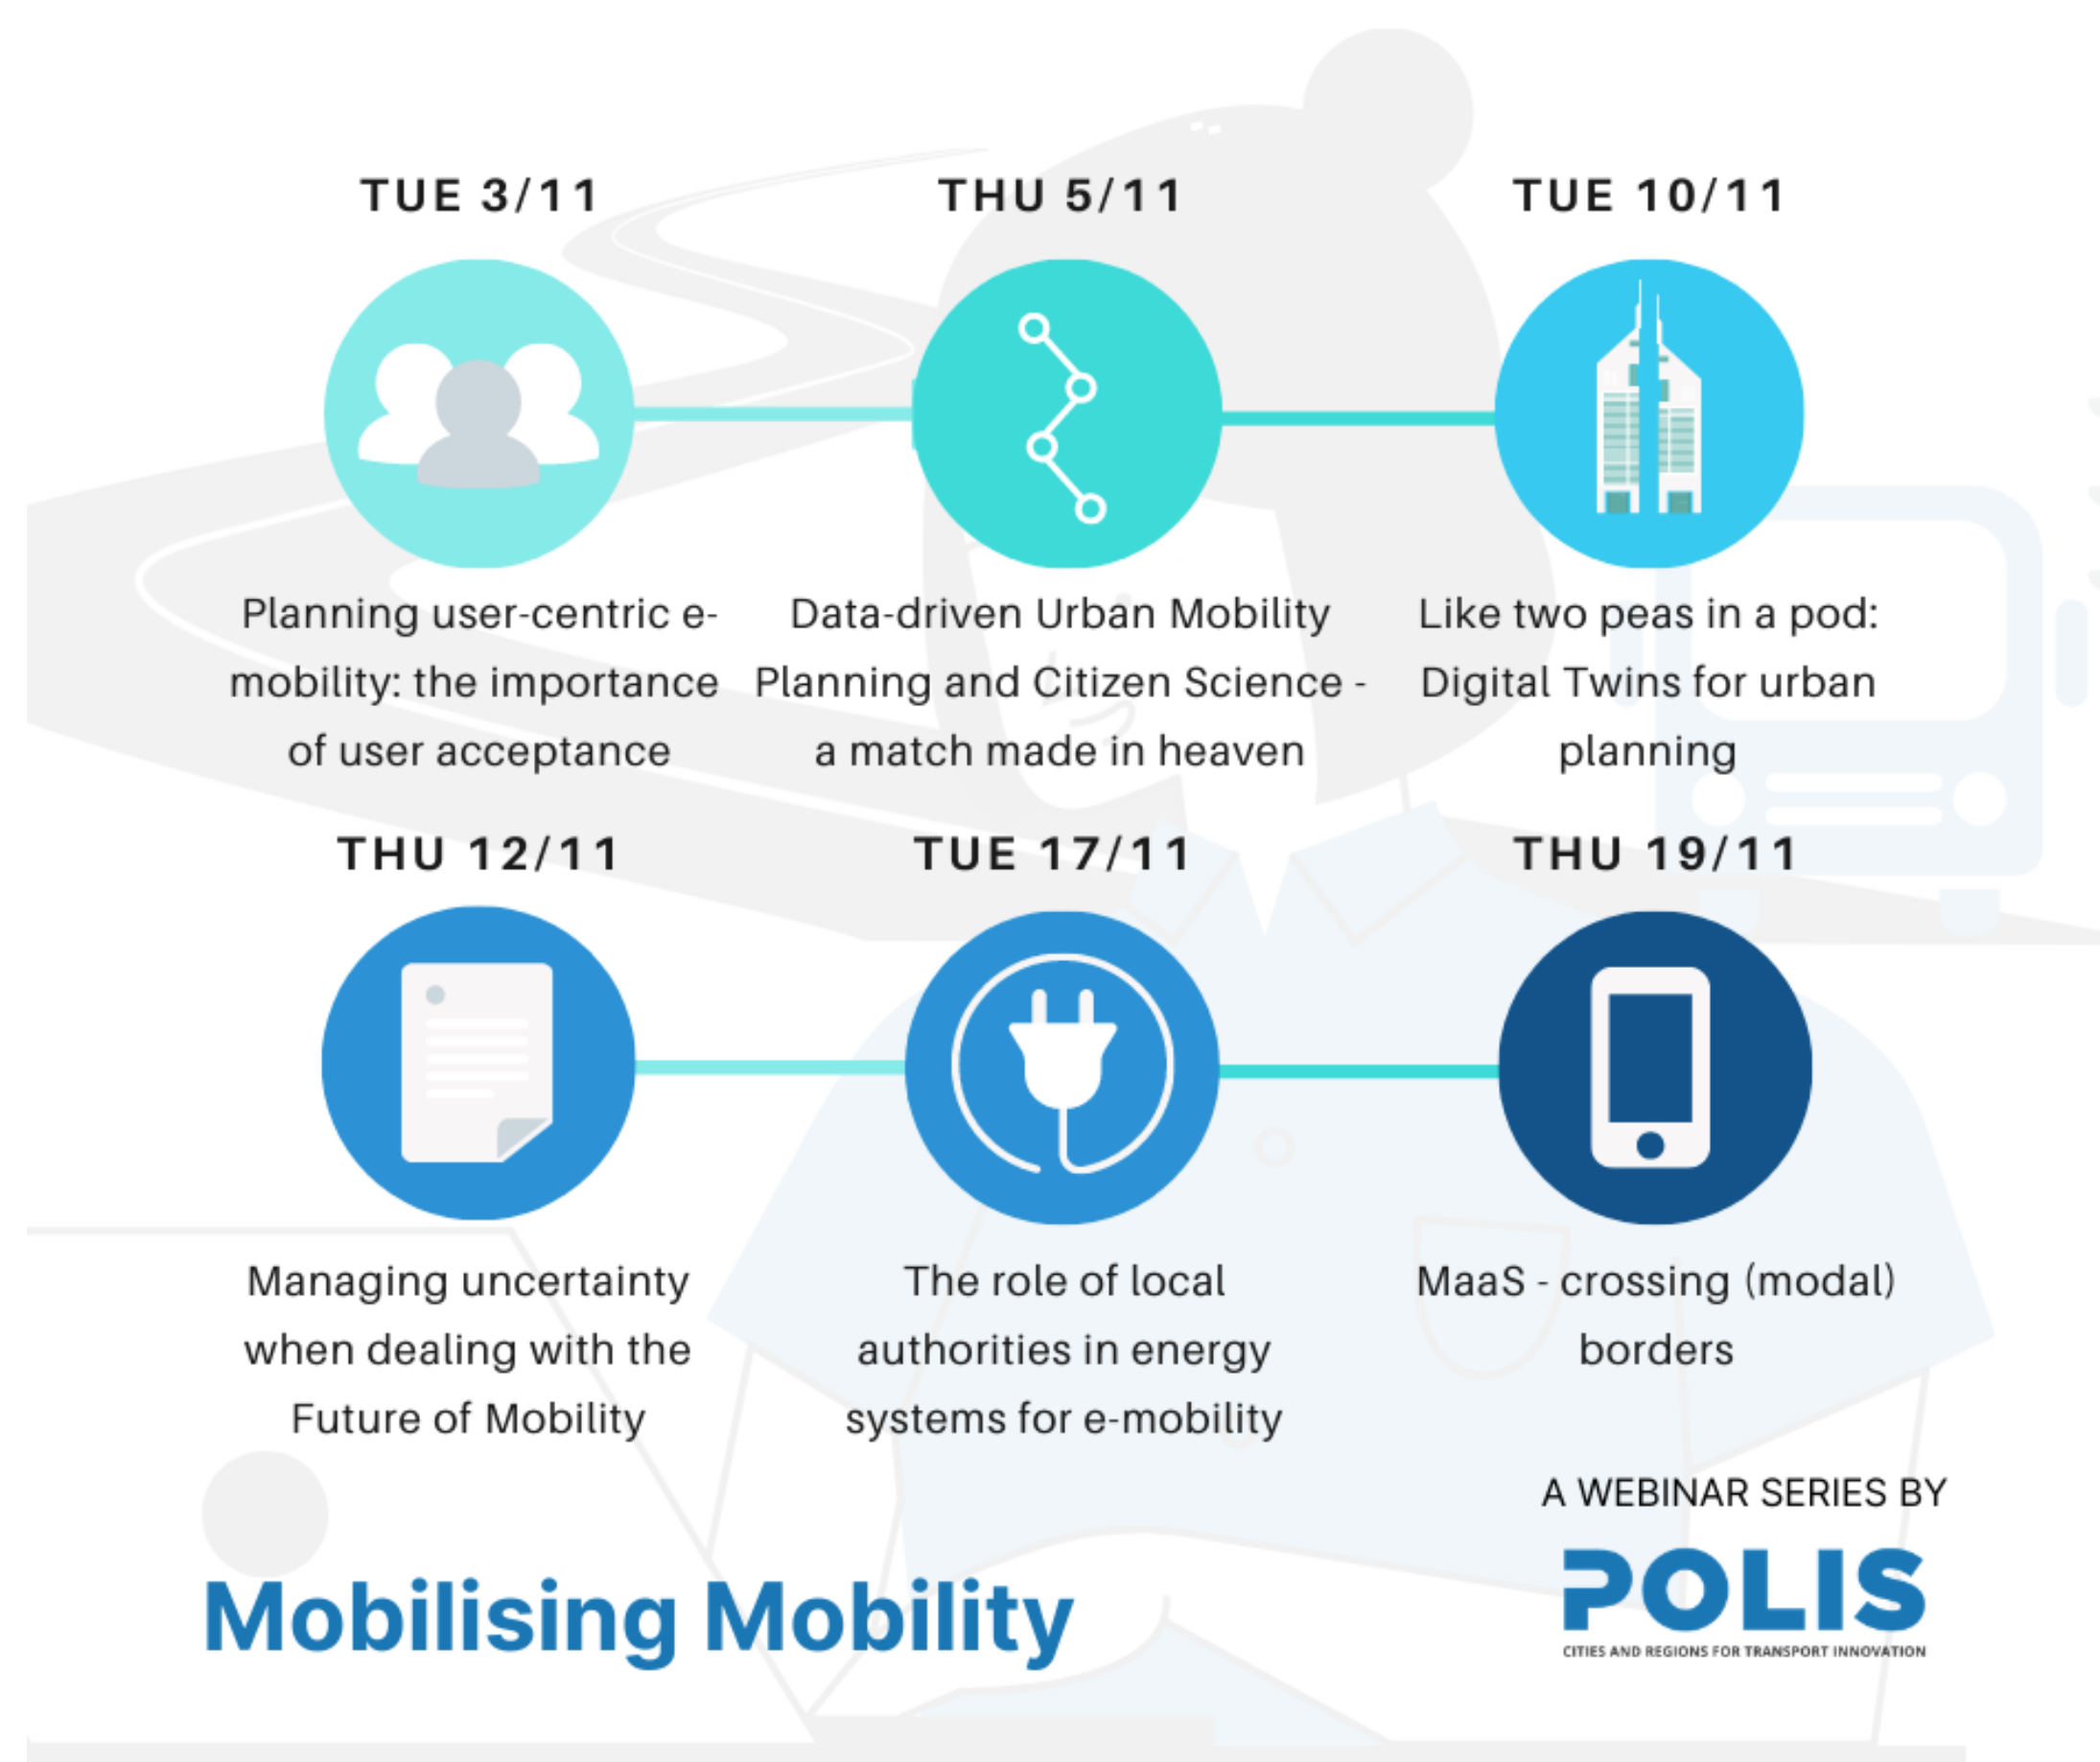 TUE 3/11
THU 5/11
TUE 10/11
Planning user-centric e-
mobility: the importance
of user acceptance
Data-driven Urban Mobility
Planning and Citizen Science -
a match made in heaven
Like two peas in a pod:
Digital Twins for urban
planning
THU 12/11
TUE 17/11
THU 19/11
Managing uncertainty
when dealing with the
Future of Mobility
The role of local
authorities in energy
systems for e-mobility
MaaS - crossing (modal)
borders
A WEBINAR SERIES BY
POLIS
CITIES AND REGIONS FOR TRANSPORT INNOVATION
Mobilising Mobility